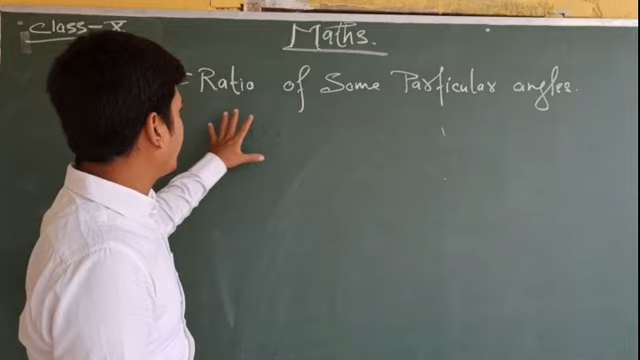 Class-X
Maths.
- Ratio of Some Particular angles.